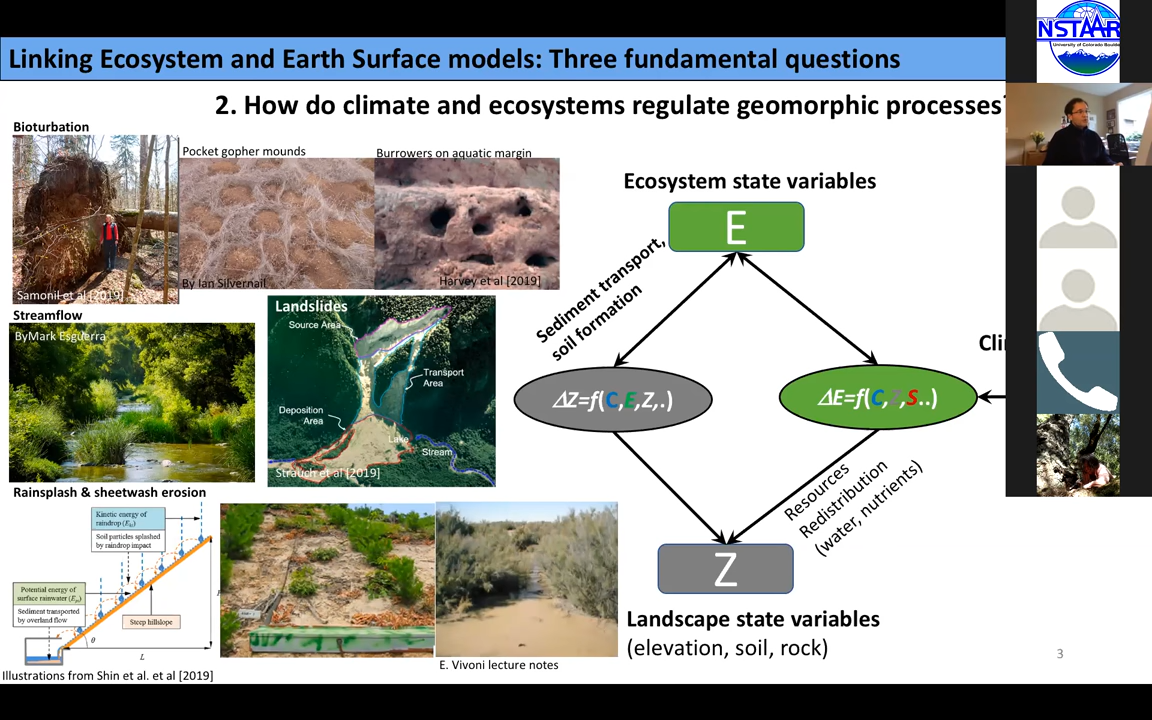 NSTAAR
University of Colorado Boulder
Linking Ecosystem and Earth Surface models: Three fundamental questions
2. How do climate and ecosystems regulate geomorphic processes?
Bioturbation
Pocket gopher mounds
Burrowers on aquatic margin
Samonil et al [2019]
By Ian Silvernail
Harvey et al [2019]
Streamflow
ByMark Esguerra
Landslides
Source Area
Transport
Area
Deposition
Area
Lake
Stream
Strauch et al [2019]
Rainsplash & sheetwash erosion
Kinetic energy of
raindrop (Eki)
Soil particles splashed
by raindrop impact
Potential energy of
surface rainwater (Epi)
Sediment transported
by overland flow
Steep hillslope
θ
L
Illustrations from Shin et al. et al [2019]
E. Vivoni lecture notes
Ecosystem state variables
E
Sediment transport,
soil formation
ΔZ=f(C,E,Z,.)
ΔE=f(C,Z,S..)
Cli
Resources
Redistribution
(water, nutrients)
Z
Landscape state variables
(elevation, soil, rock)
3